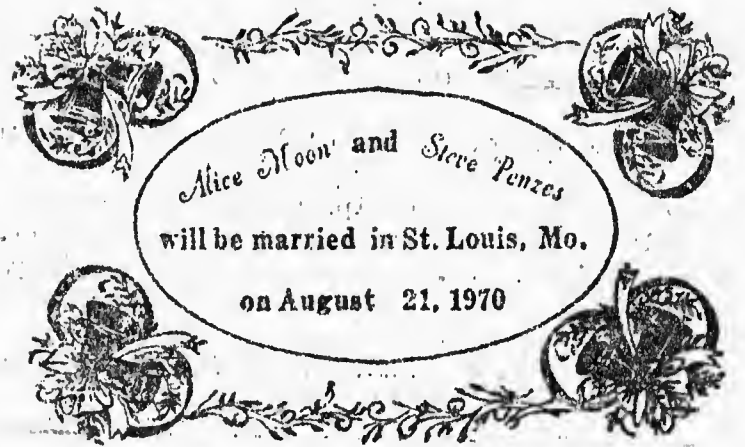 Alice Moon and Steve Penzes
will be married in St. Louis, Mo.
on August 21, 1970